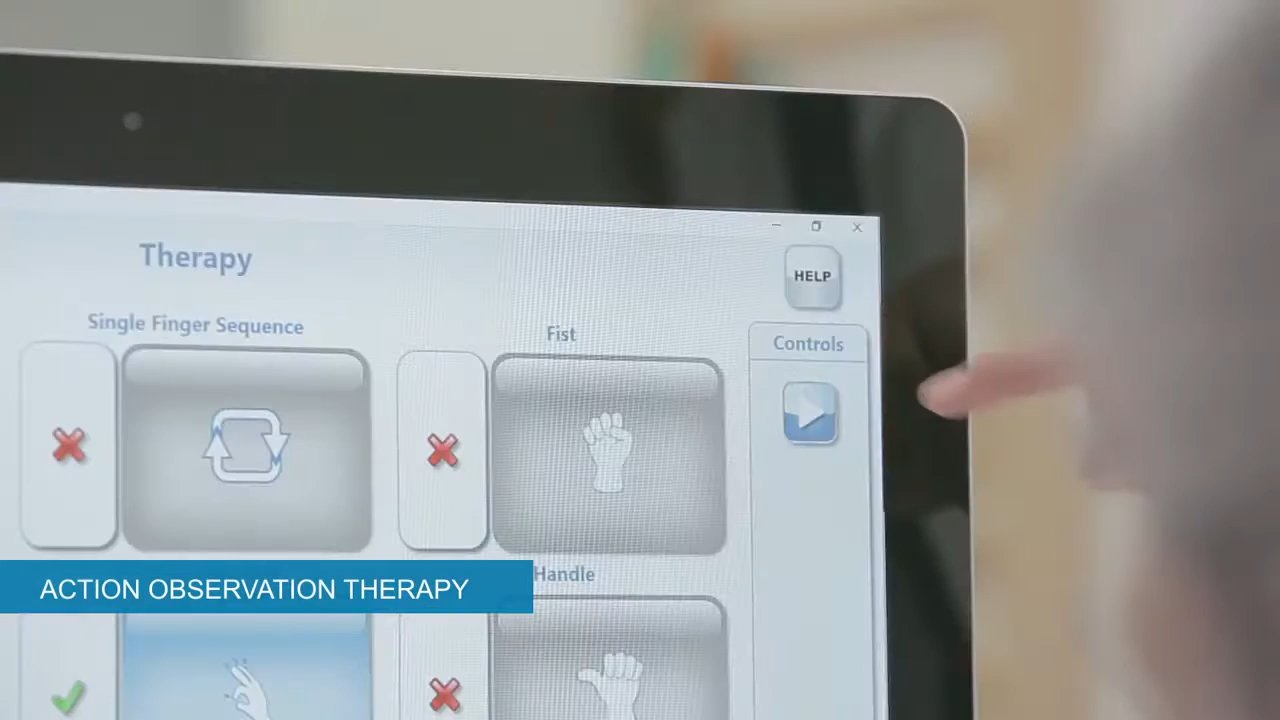 Therapy
HELP
Single Finger Sequence
Fist
Controls
Handle
ACTION OBSERVATION THERAPY